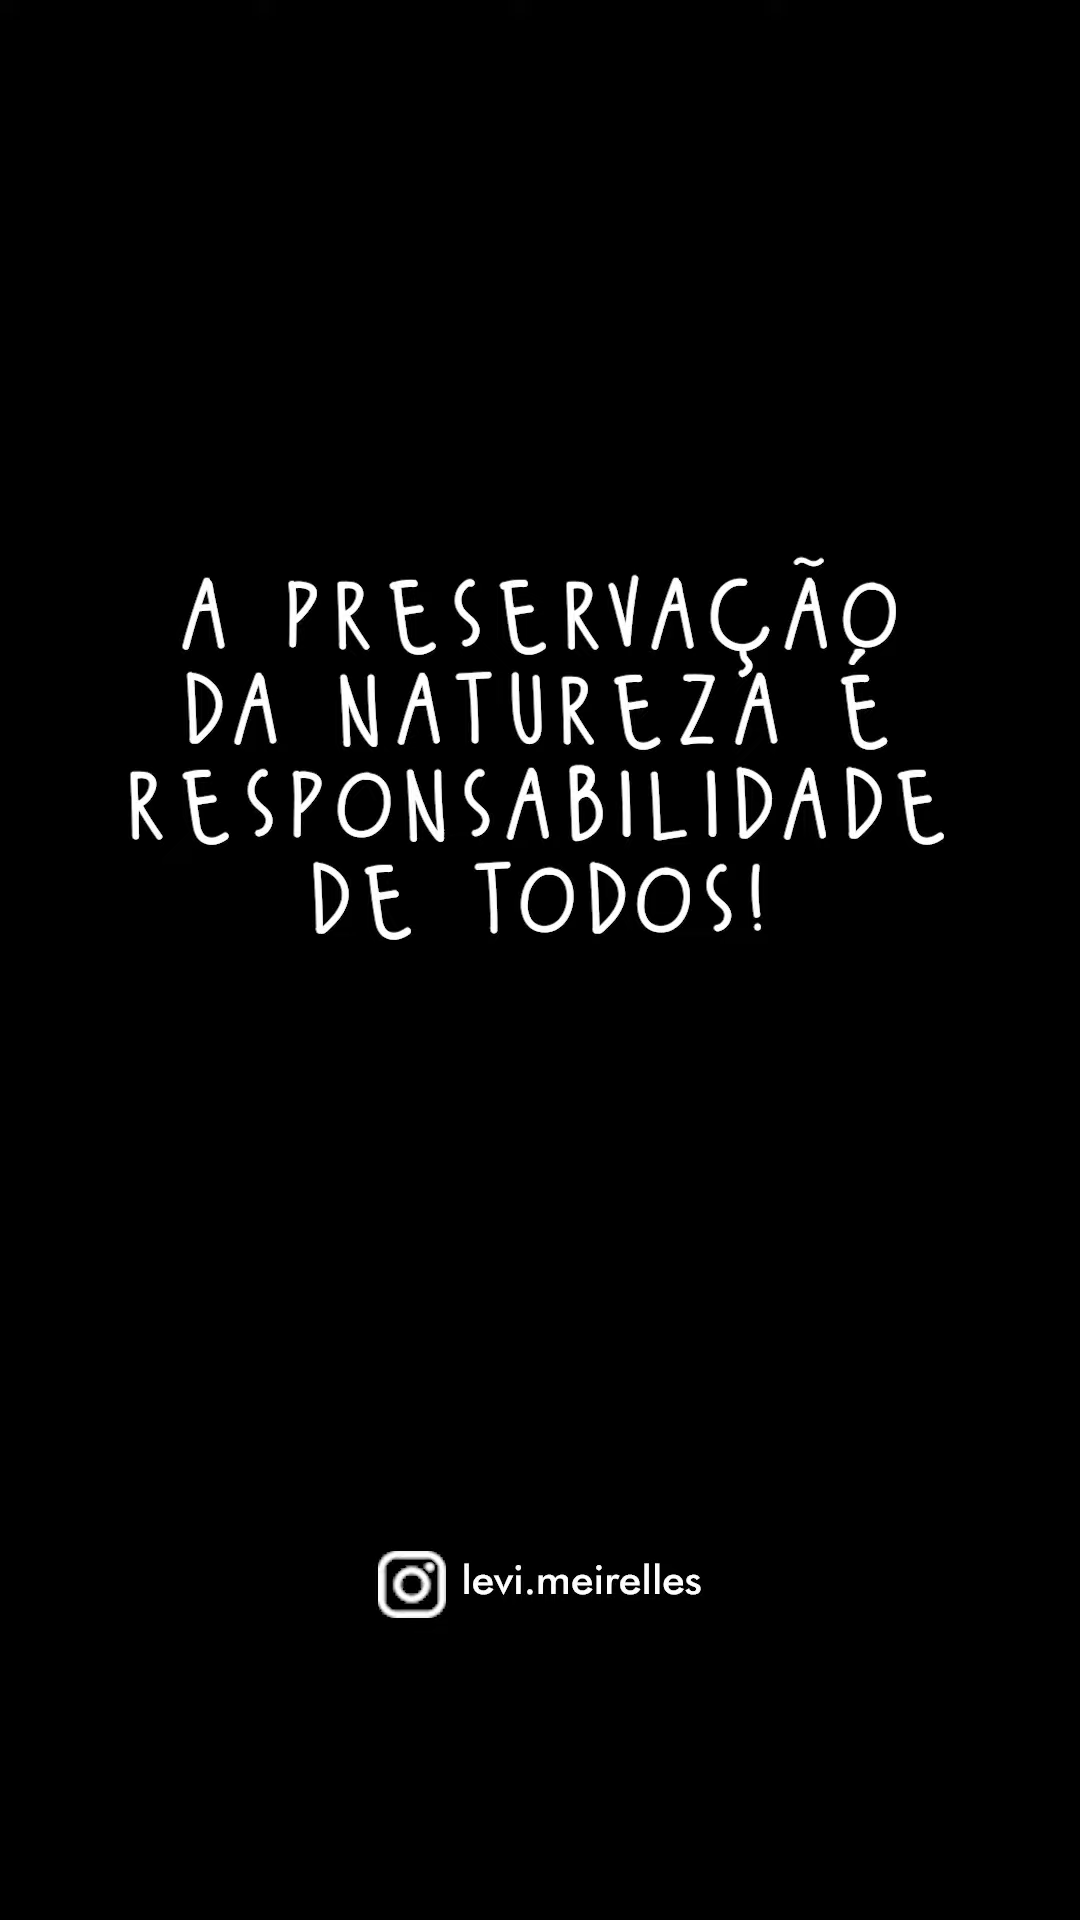 A PRESERVAÇÃO
DA NATUREZA É
RESPONSABILIDADE
DE TODOS!
levi.meirelles